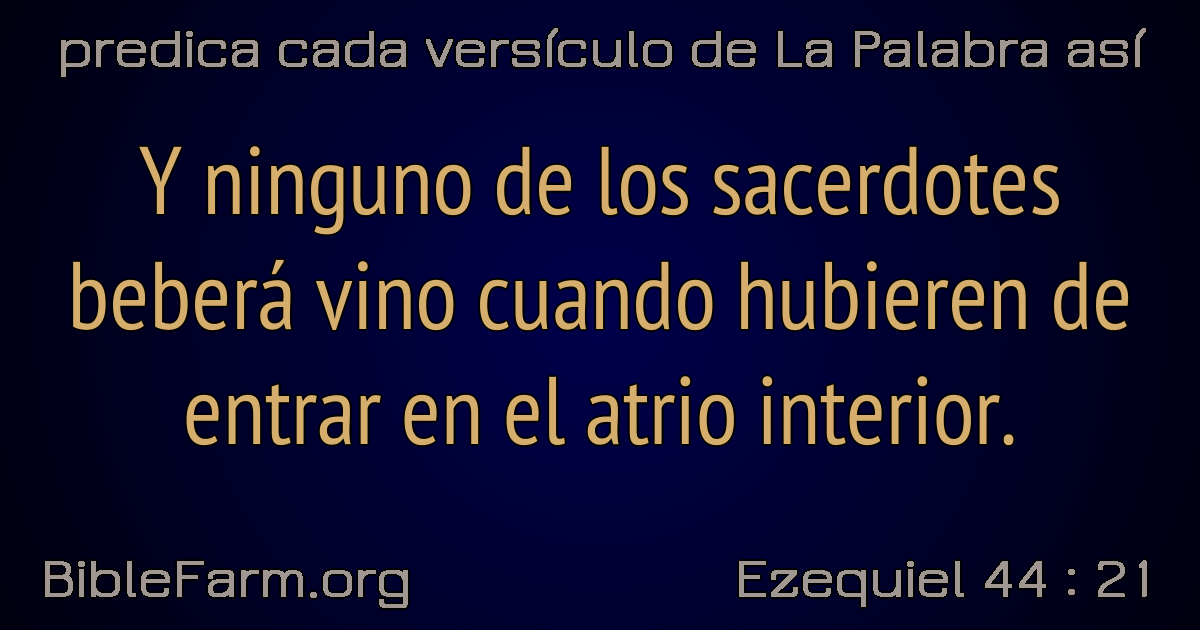 predica cada versículo de La Palabra así
Y ninguno de los sacerdotes
beberá vino cuando hubieren de
entrar en el atrio interior.
BibleFarm.org
Ezequiel 44 : 21